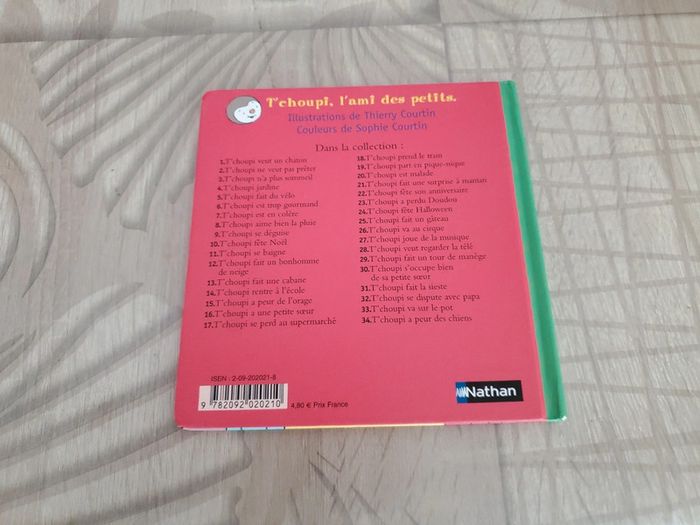 T'choupi, l'ami des petits.
Illustrations de Thierry Courtin
Couleurs de Sophie Courtin
Dans la collection :
1.T'choupi veut un chaton
2.T'choupi ne veut pas prêter
3.T'choupi n'a plus sommeil
4.T'choupi jardine
5.T'choupi fait du vélo
6.T'choupi est trop gourmand
7.T'choupi est en colère
8.T'choupi aime bien la pluie
9.T'choupi se déguise
10.T'choupi fête Noël
11.T'choupi se baigne
12.T'choupi fait un bonhomme
de neige
13.T'choupi fait une cabane
14.T'choupi rentre à l'école
15.T'choupi a peur de l'orage
16.T'choupi a une petite sœur
17.T'choupi se perd au supermarché
18.T'choupi prend le train
19.T'choupi part en pique-nique
20.T'choupi est malade
21.T'choupi fait une surprise à maman
22.T'choupi fête son anniversaire
23.T'choupi a perdu Doudou
24.T'choupi fête Halloween
25.T'choupi fait un gâteau
26.T'choupi va au cirque
27.T'choupi joue de la musique
28.T'choupi veut regarder la télé
29.T'choupi fait un tour de manège
30.T'choupi s'occupe bien
de sa petite sœur
31.T'choupi fait la sieste
32.T'choupi se dispute avec papa
33.T'choupi va sur le pot
34.T'choupi a peur des chiens
ISBN : 2-09-202021-6
9 782092 020210
4,80 € Prix France
Nathan